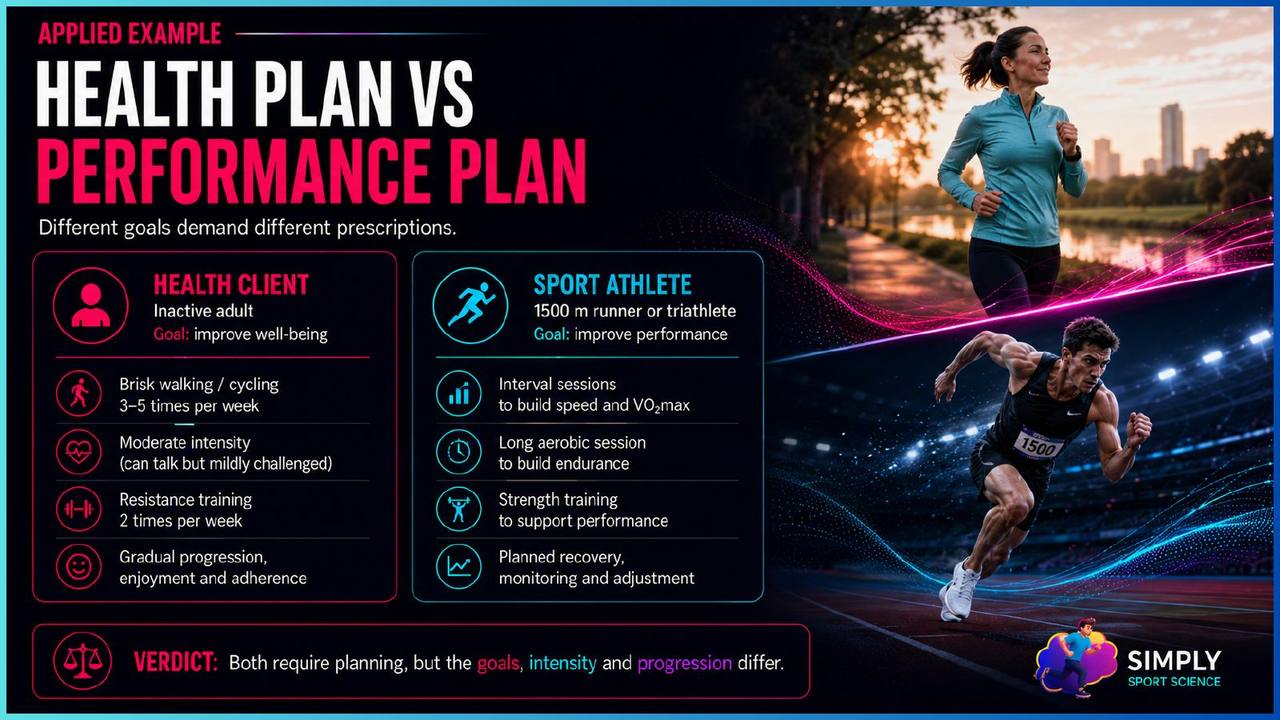 APPLIED EXAMPLE
HEALTH PLAN VS
PERFORMANCE PLAN
Different goals demand different prescriptions.
HEALTH CLIENT
Inactive adult
Goal: improve well-being
Brisk walking / cycling
3–5 times per week
Moderate intensity
(can talk but mildly challenged)
Resistance training
2 times per week
Gradual progression,
enjoyment and adherence
SPORT ATHLETE
1500 m runner or triathlete
Goal: improve performance
Interval sessions
to build speed and VO₂max
Long aerobic session
to build endurance
Strength training
to support performance
Planned recovery,
monitoring and adjustment
VERDICT: Both require planning, but the goals, intensity and progression differ.
1500
SIMPLY
SPORT SCIENCE